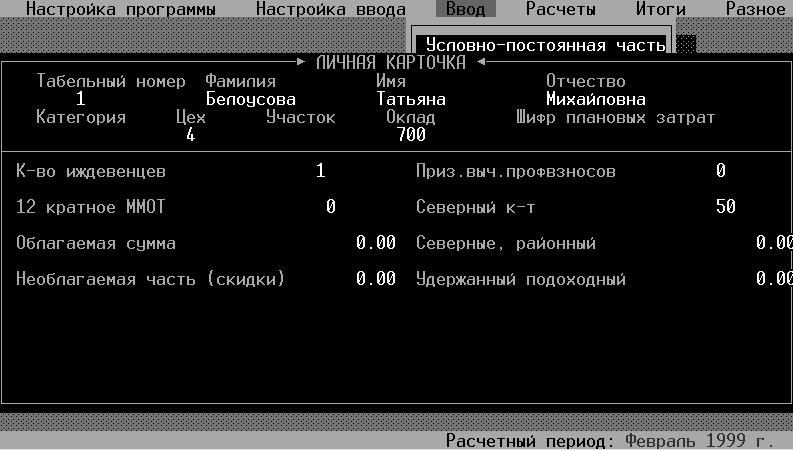 Настройка программы Настройка ввода Ввод Расчеты Итоги Разное
Условно-постоянная часть
ЛИЧНАЯ КАРТОЧКА
Табельный номер Фамилия Имя Отчество
1 Белоусова Татьяна Михайловна
Категория Цех Участок Оклад Шифр плановых затрат
4 700
К-во иждевенцев 1 Приз.выч.профвзносов 0
12 кратное ММОТ 0 Северный к-т 50
Облагаемая сумма 0.00 Северные, районный 0.00
Необлагаемая часть (скидки) 0.00 Удержанный подоходный 0.00
Расчетный период: Февраль 1999 г.